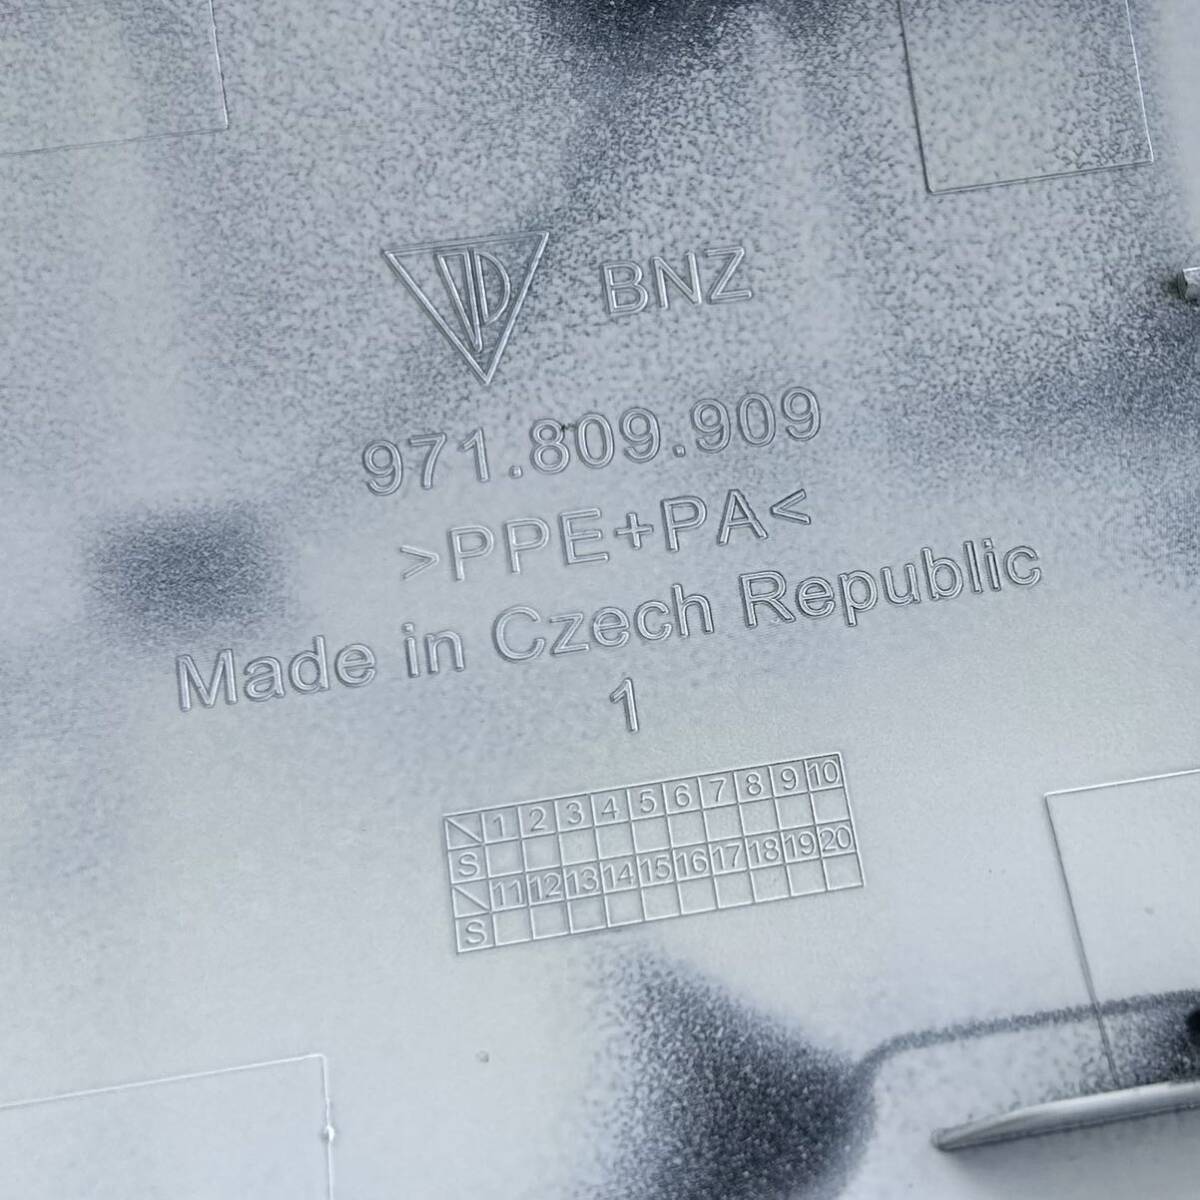 VD BNZ
971.809.909
>PPE+PA<
Made in Czech Republic
1
\ 1 2 3 4 5 6 7 8 9 10
S
\ 11 12 13 14 15 16 17 18 19 20
S